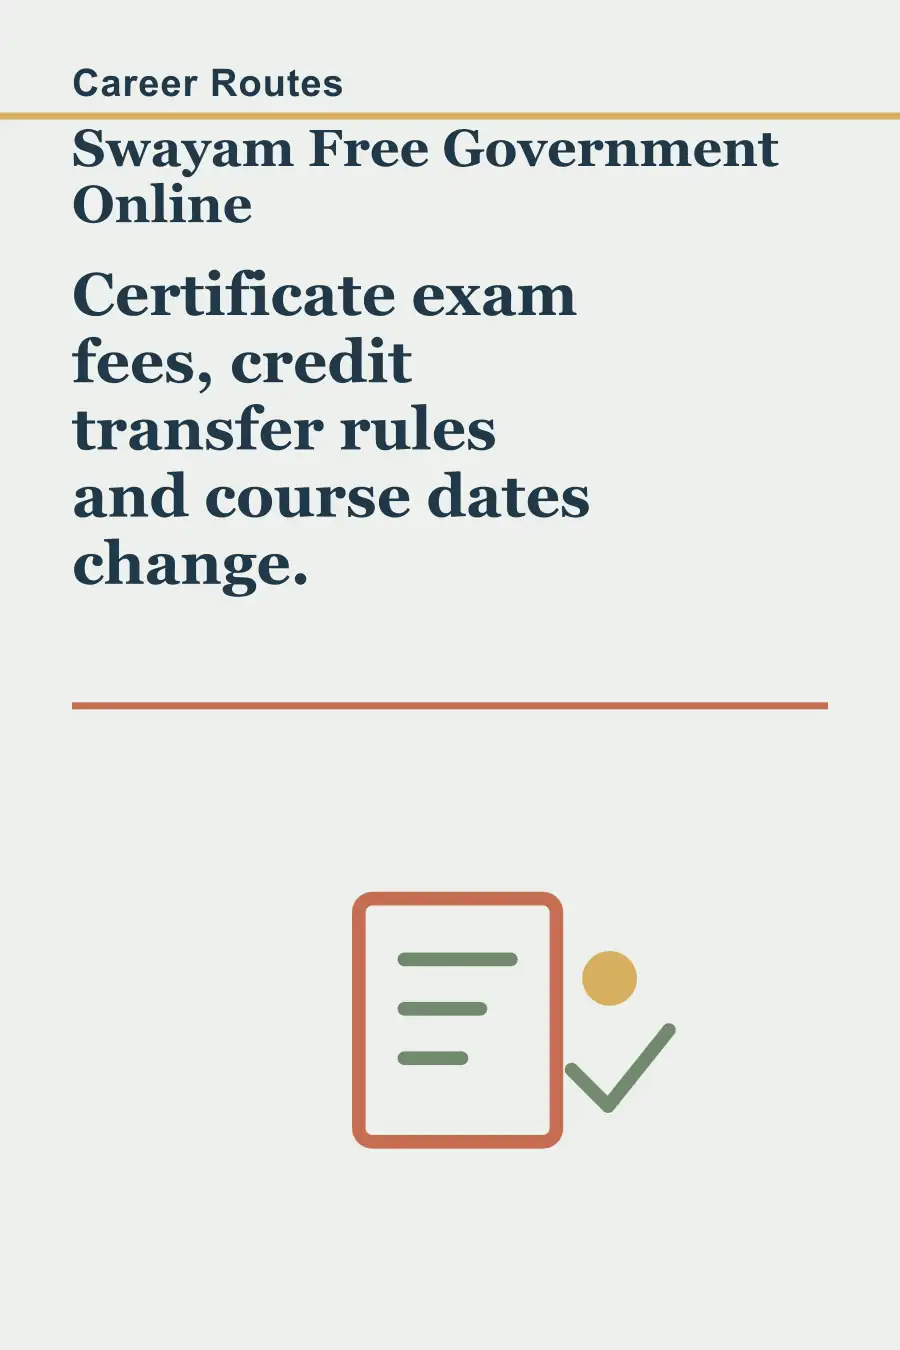 Career Routes
Swayam Free Government
Online
Certificate exam
fees, credit
transfer rules
and course dates
change.